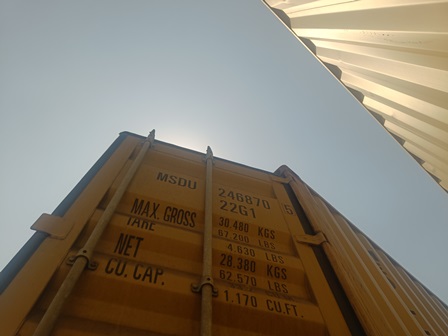 MSDU 246870 5
22G1
MAX. GROSS 30.480 KGS
67.200 LBS
TARE
4.630 LBS
NET 28.380 KGS
62.570 LBS
CU. CAP.
1.170 CU.FT.